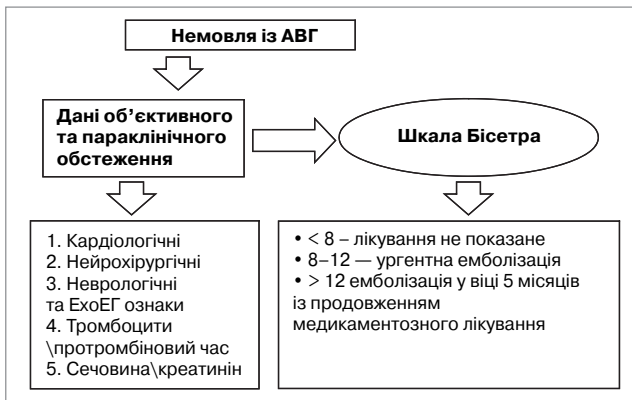 Немовля із АВГ
Дані об’єктивного
та параклінічного
обстеження
Шкала Бісетра
1. Кардіологічні
2. Нейрохірургічні
3. Неврологічні
та ЕхоЕГ ознаки
4. Тромбоцити
\протромбіновий час
5. Сечовина\креатинін
• < 8 – лікування не показане
• 8–12 — ургентна емболізація
• > 12 емболізація у віці 5 місяців
із продовженням
медикаментозного лікування